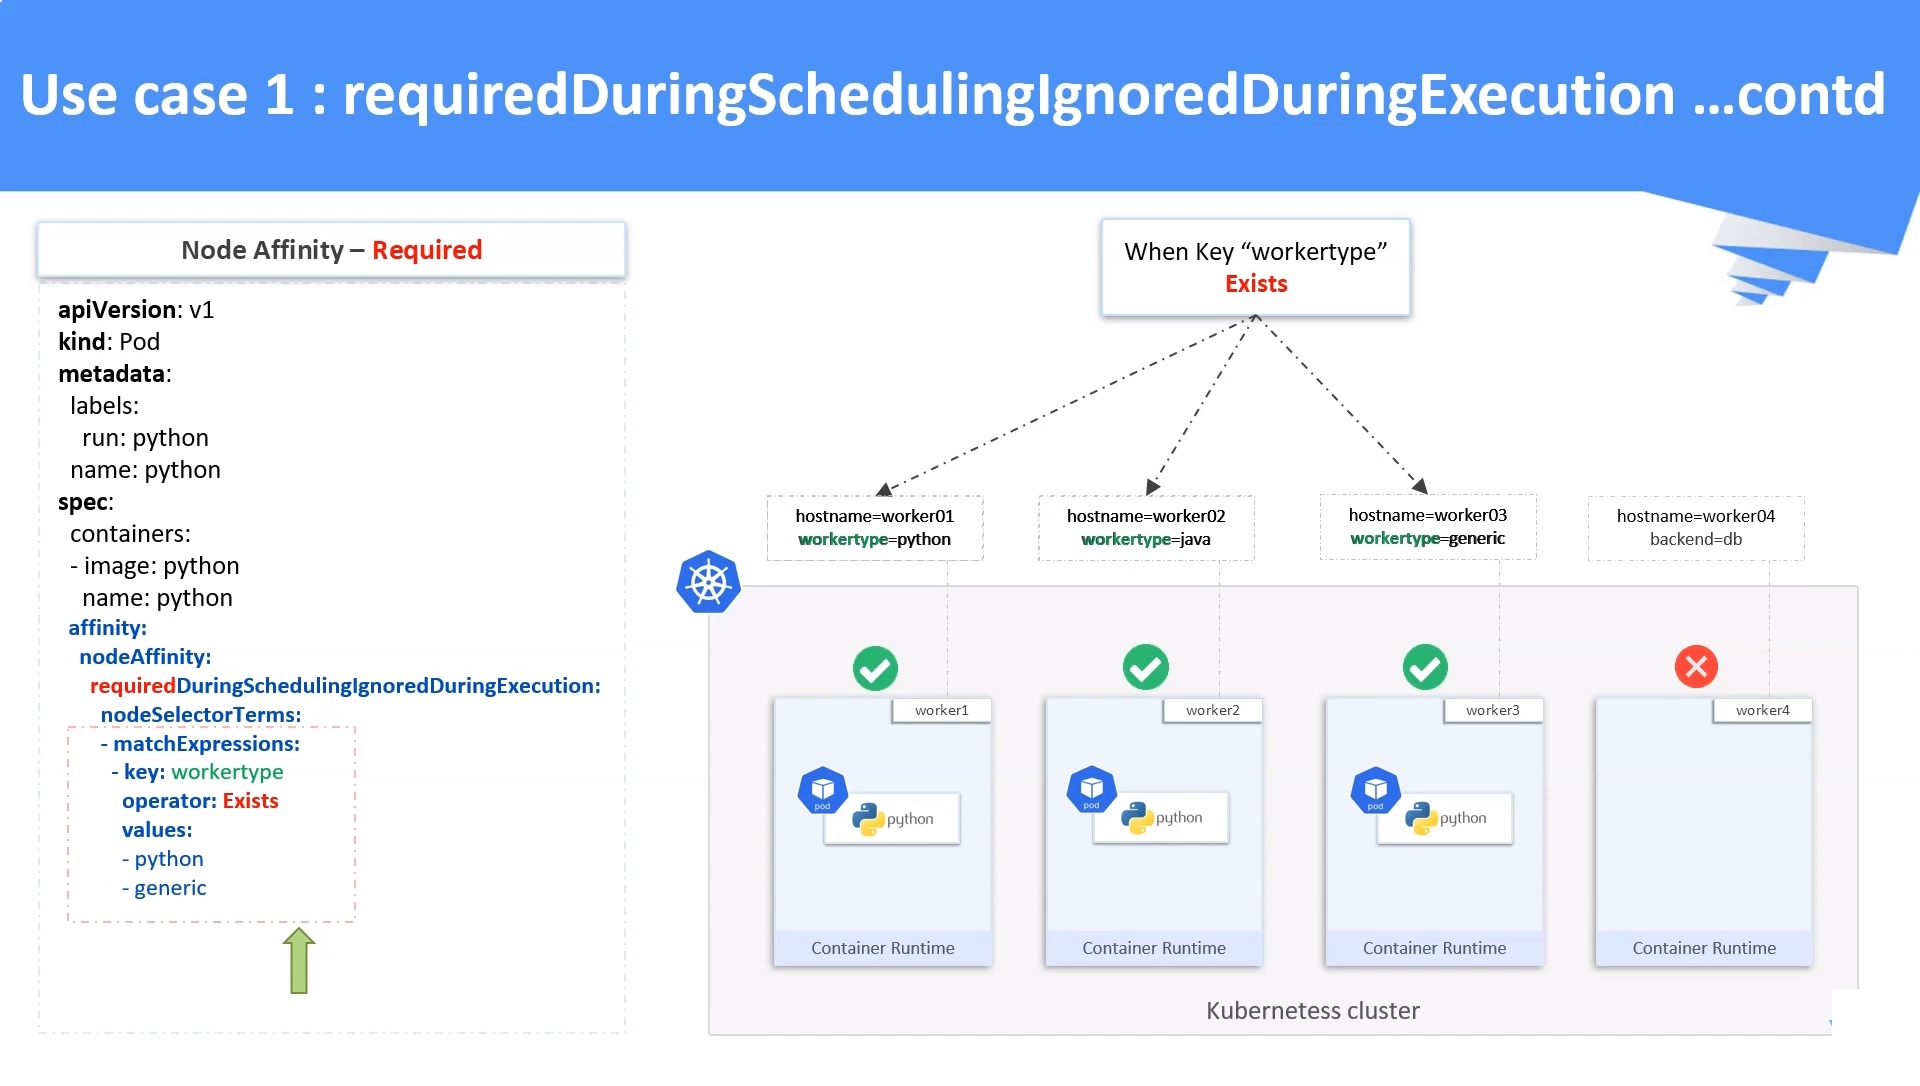 Use case 1 : requiredDuringSchedulingIgnoredDuringExecution ...contd
Node Affinity – Required
apiVersion: v1
kind: Pod
metadata:
labels:
run: python
name: python
spec:
containers:
- image: python
name: python
affinity:
nodeAffinity:
requiredDuringSchedulingIgnoredDuringExecution:
nodeSelectorTerms:
- matchExpressions:
- key: workertype
operator: Exists
values:
- python
- generic
When Key “workertype”
Exists
hostname=worker01
workertype=python
hostname=worker02
workertype=java
hostname=worker03
workertype=generic
hostname=worker04
backend=db
worker1
pod
python
Container Runtime
worker2
pod
python
Container Runtime
worker3
pod
python
Container Runtime
worker4
Container Runtime
Kubernetess cluster